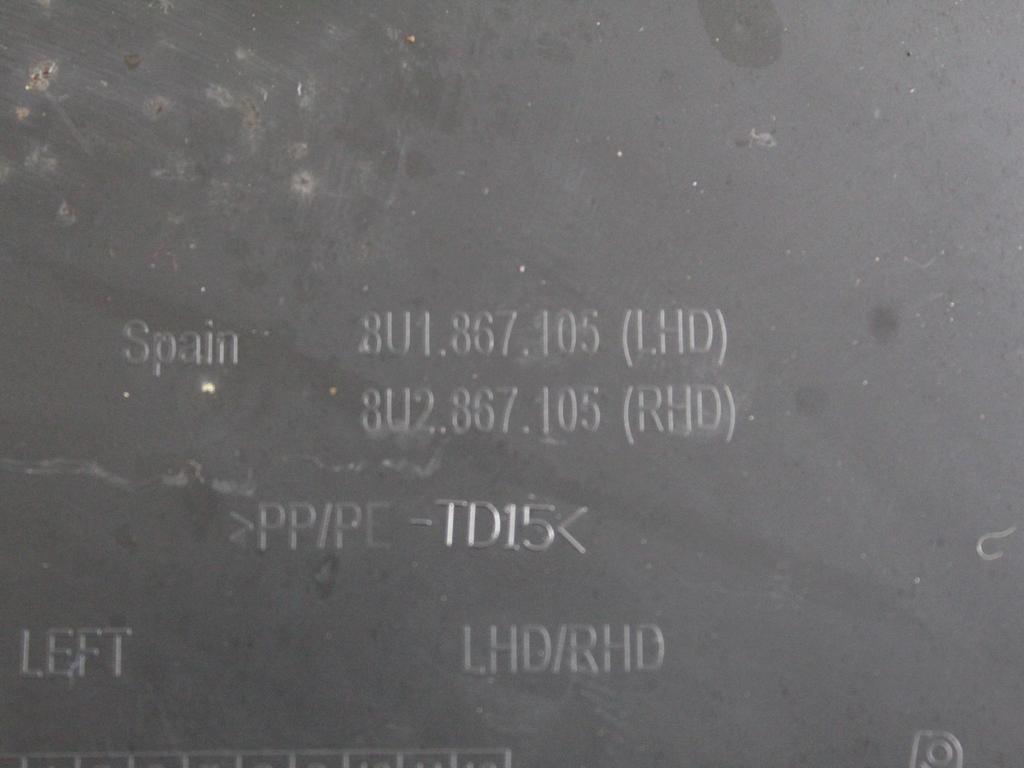 Spain 8U1.867.105 (LHD)
8U2.867.105 (RHD)
>PP/PE -TD15<
LEFT LHD/RHD